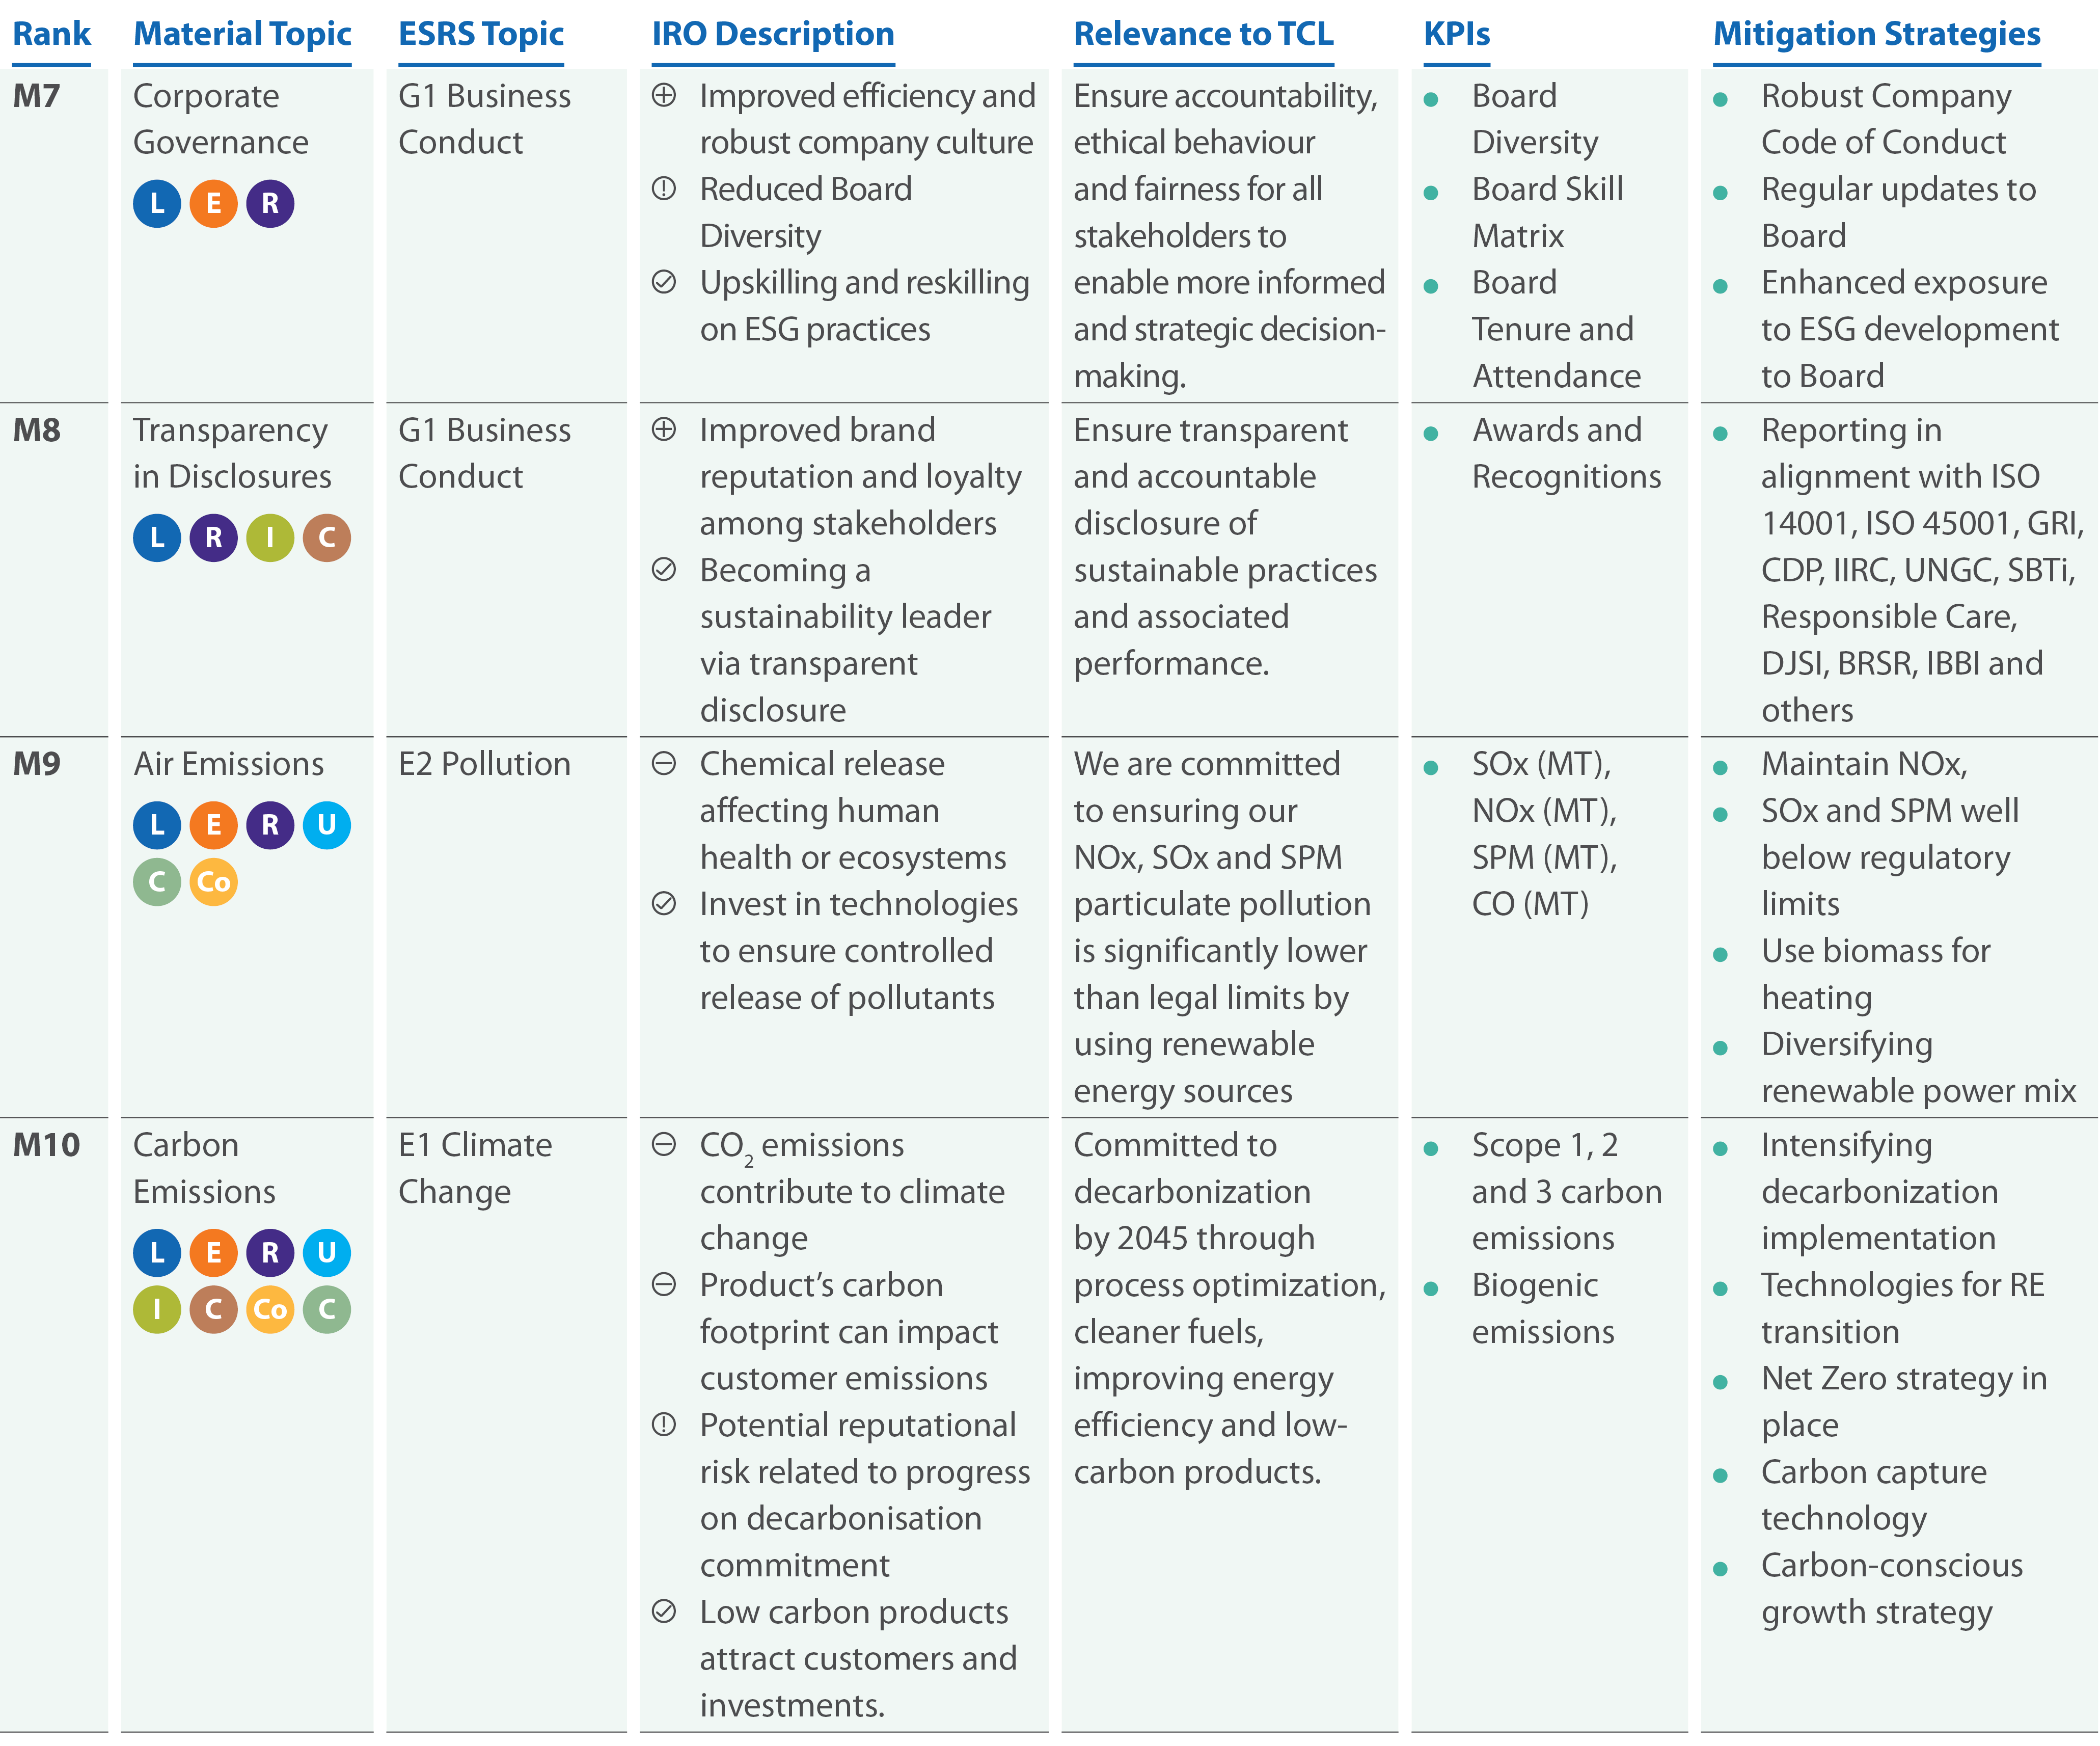 Rank
Material Topic
ESRS Topic
IRO Description
Relevance to TCL
KPIs
Mitigation Strategies
M7
Corporate
Governance
L E R
G1 Business
Conduct
Improved efficiency and
robust company culture
Reduced Board
Diversity
Upskilling and reskilling
on ESG practices
Ensure accountability,
ethical behaviour
and fairness for all
stakeholders to
enable more informed
and strategic decision-
making.
Board
Diversity
Board Skill
Matrix
Board
Tenure and
Attendance
Robust Company
Code of Conduct
Regular updates to
Board
Enhanced exposure
to ESG development
to Board
M8
Transparency
in Disclosures
L R I C
G1 Business
Conduct
Improved brand
reputation and loyalty
among stakeholders
Becoming a
sustainability leader
via transparent
disclosure
Ensure transparent
and accountable
disclosure of
sustainable practices
and associated
performance.
Awards and
Recognitions
Reporting in
alignment with ISO
14001, ISO 45001, GRI,
CDP, IIRC, UNGC, SBTi,
Responsible Care,
DJSI, BRSR, IBBI and
others
M9
Air Emissions
L E R U
C Co
E2 Pollution
Chemical release
affecting human
health or ecosystems
Invest in technologies
to ensure controlled
release of pollutants
We are committed
to ensuring our
NOx, SOx and SPM
particulate pollution
is significantly lower
than legal limits by
using renewable
energy sources
SOx (MT),
NOx (MT),
SPM (MT),
CO (MT)
Maintain NOx,
SOx and SPM well
below regulatory
limits
Use biomass for
heating
Diversifying
renewable power mix
M10
Carbon
Emissions
L E R U
I C Co C
E1 Climate
Change
CO₂ emissions
contribute to climate
change
Product’s carbon
footprint can impact
customer emissions
Potential reputational
risk related to progress
on decarbonisation
commitment
Low carbon products
attract customers and
investments.
Committed to
decarbonization
by 2045 through
process optimization,
cleaner fuels,
improving energy
efficiency and low-
carbon products.
Scope 1, 2
and 3 carbon
emissions
Biogenic
emissions
Intensifying
decarbonization
implementation
Technologies for RE
transition
Net Zero strategy in
place
Carbon capture
technology
Carbon-conscious
growth strategy